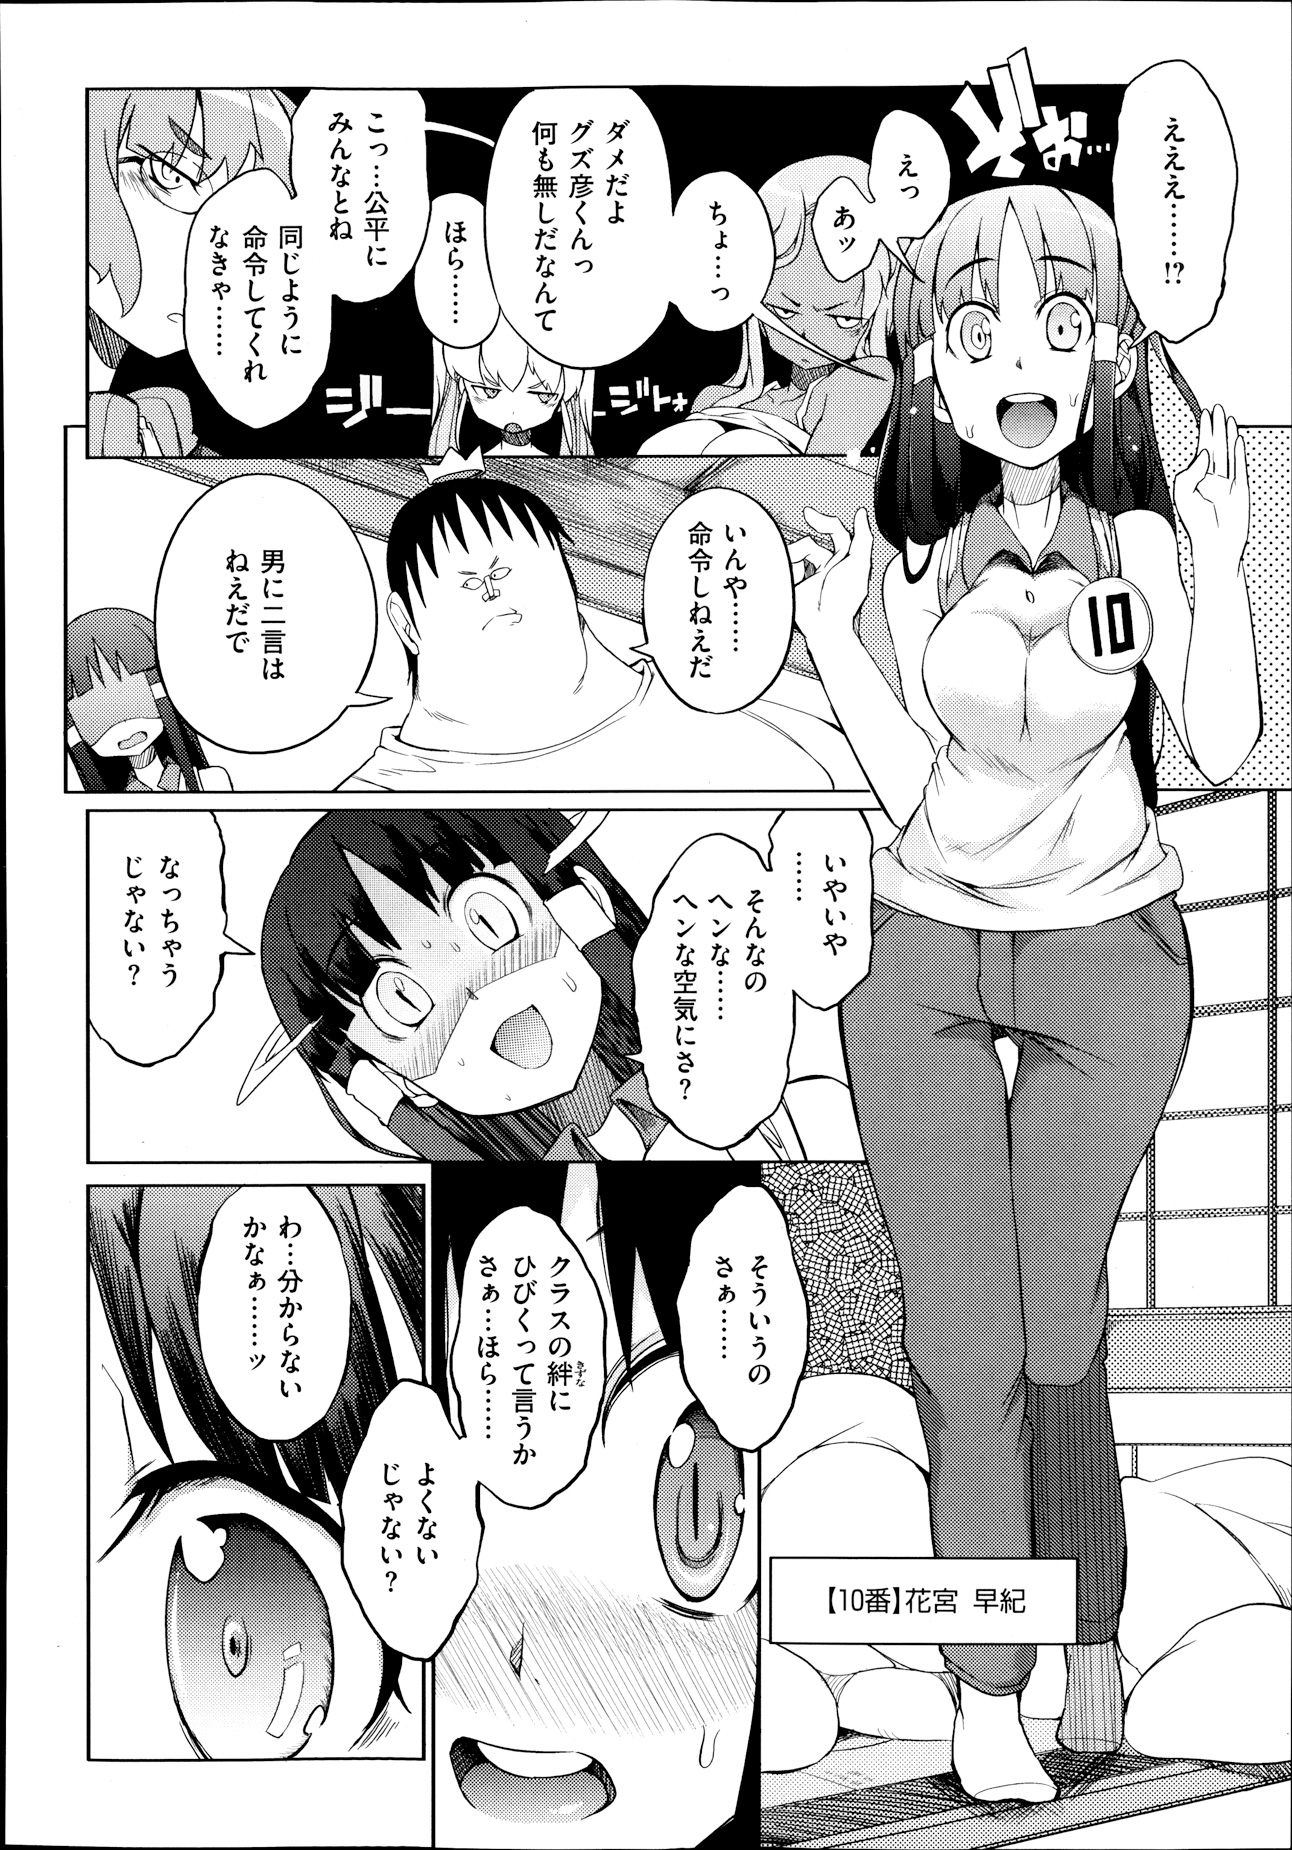 えええ……!?
ぞぉ…
えっ
あッ
ちょ…っ
ダメだよ
グズ彦くんっ
何も無しだなんて
ほら……
こっ…公平に
みんなとね
同じように
命令してくれ
なきゃ……
ジトォ
ジー
10
いんや……
命令しねえだ
男に二言は
ねえだで
いやいや
……
そんなの
ヘンな……
ヘンな空気にさ?
なっちゃう
じゃない?
そういうの
さぁ……
クラスの絆に
きずな
ひびくって言うか
さぁ…ほら……
よくない
じゃない?
わ…分からない
かなぁ……ッ
【10番】花宮 早紀